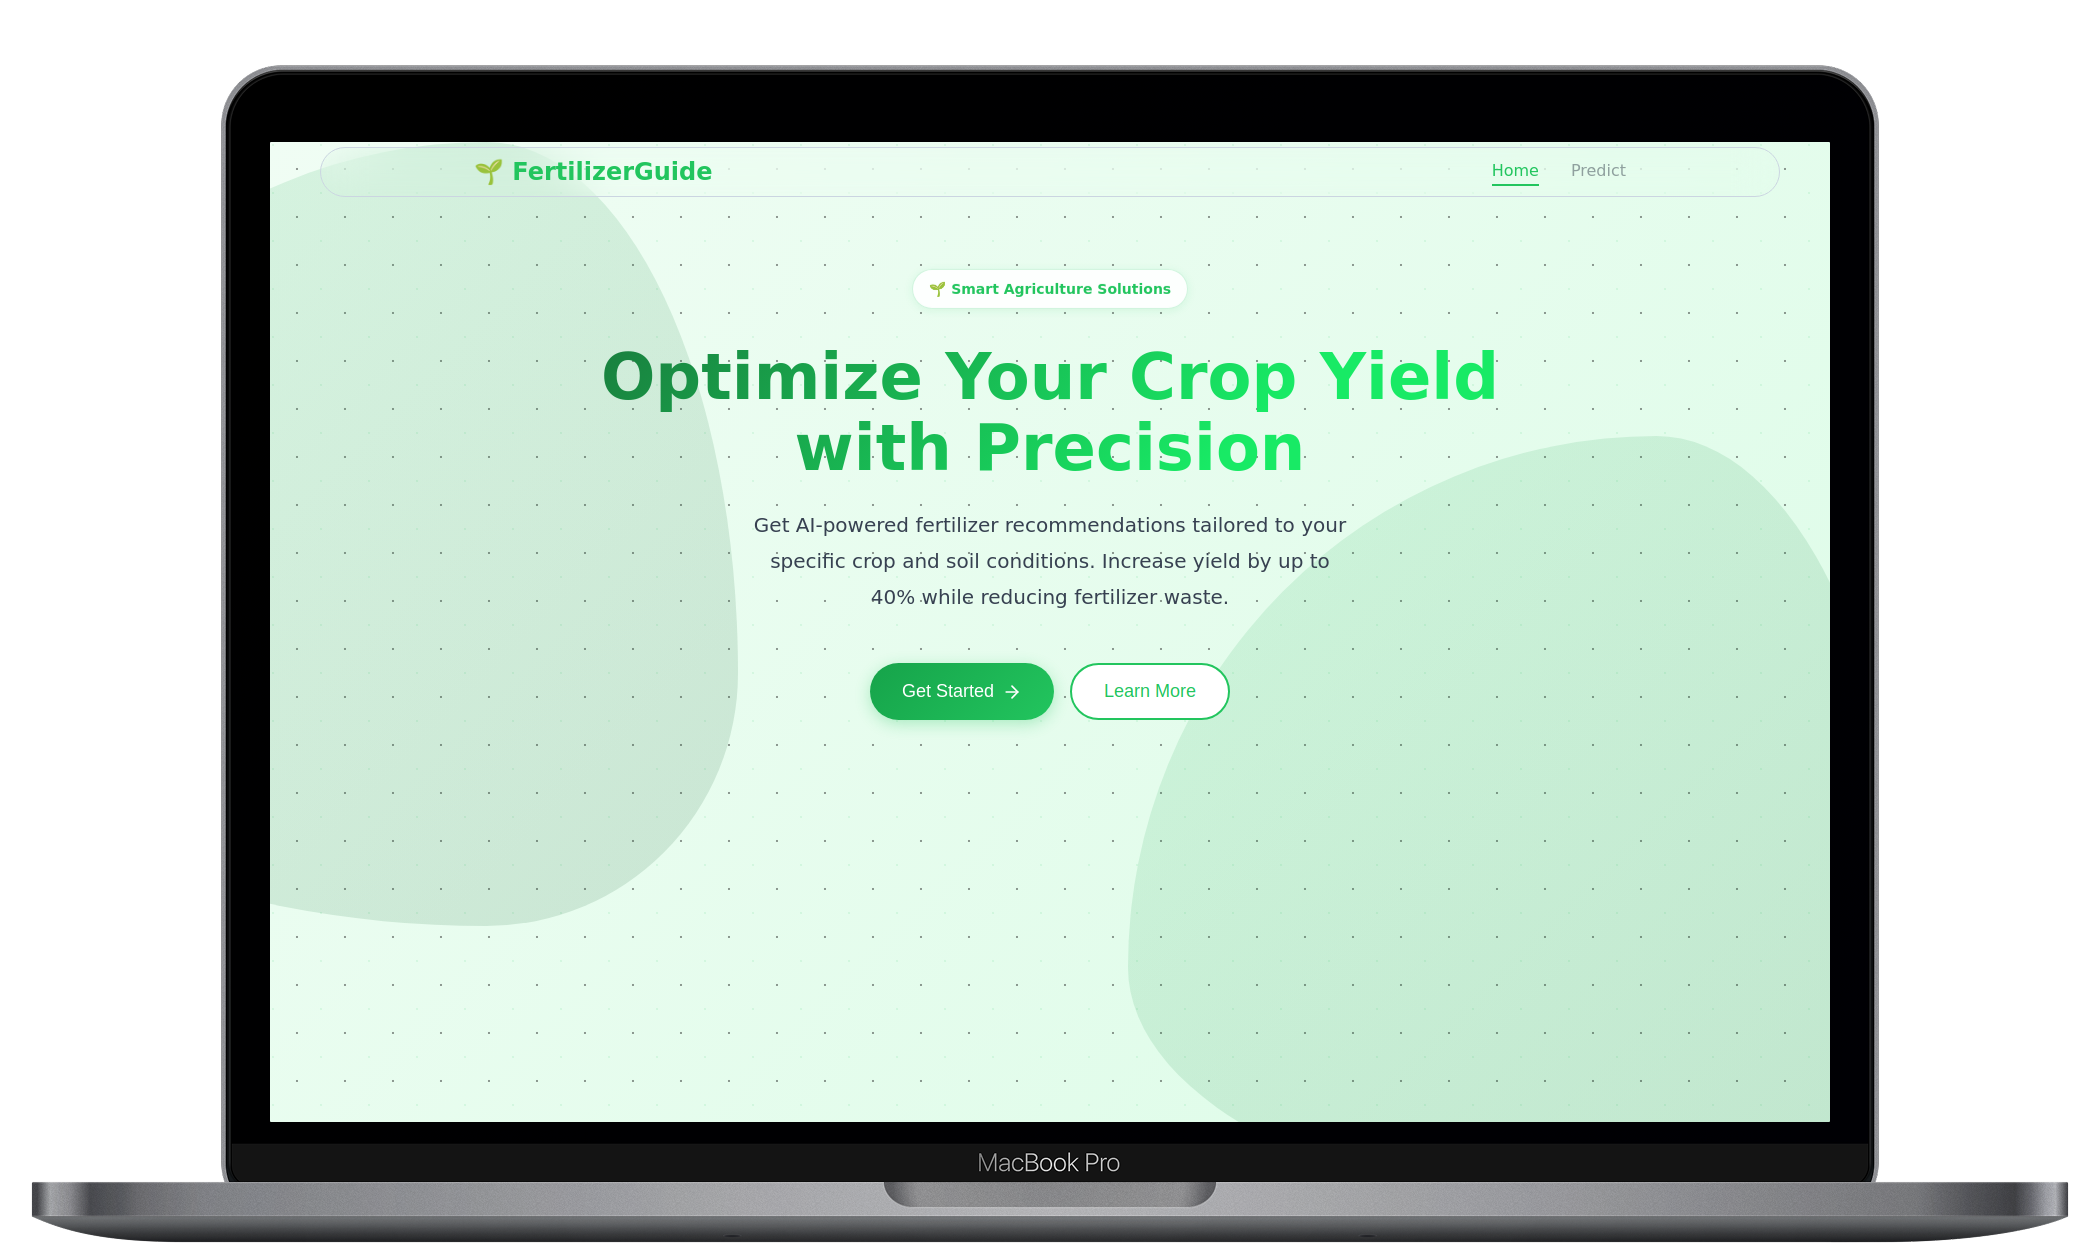 🌱 FertilizerGuide
Home Predict
🌱 Smart Agriculture Solutions
Optimize Your Crop Yield
with Precision
Get AI-powered fertilizer recommendations tailored to your
specific crop and soil conditions. Increase yield by up to
40% while reducing fertilizer waste.
Get Started →
Learn More
MacBook Pro